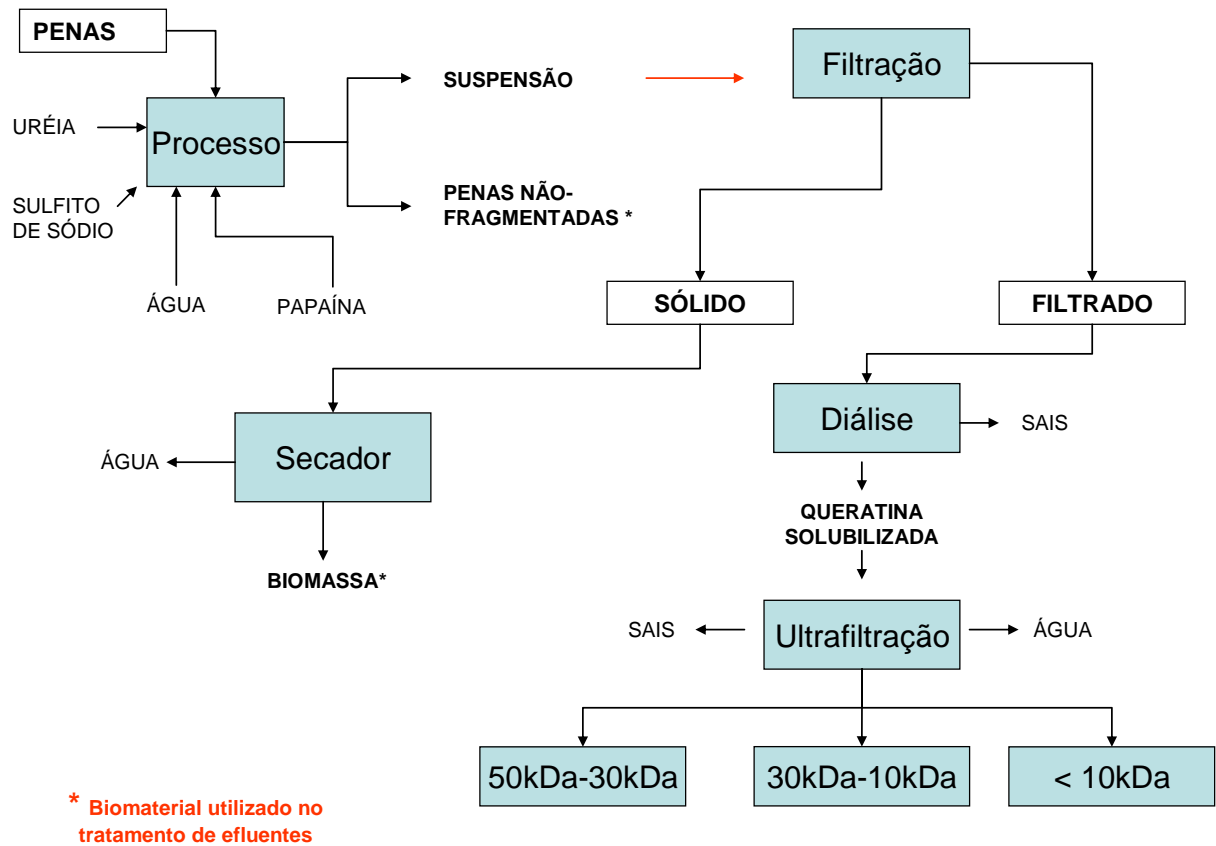 PENAS
URÉIA
Processo
SULFITO
DE SÓDIO
ÁGUA
PAPAÍNA
SUSPENSÃO
PENAS NÃO-
FRAGMENTADAS *
Filtração
SÓLIDO
FILTRADO
Secador
ÁGUA
BIOMASSA*
Diálise
SAIS
QUERATINA
SOLUBILIZADA
SAIS
Ultrafiltração
ÁGUA
50kDa-30kDa
30kDa-10kDa
< 10kDa
* Biomaterial utilizado no
tratamento de efluentes